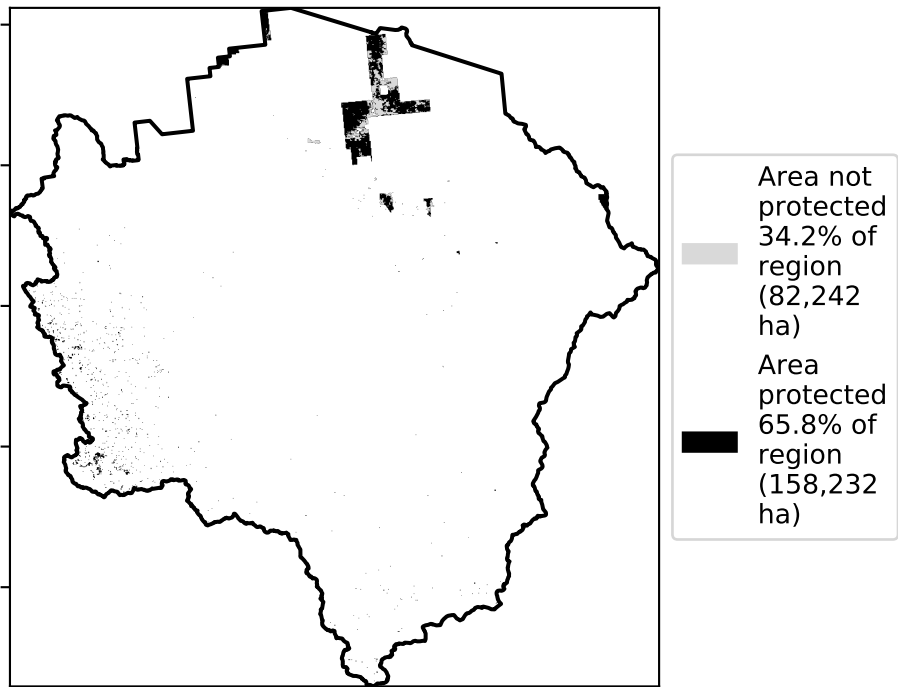 Area not
protected
34.2% of
region
(82,242
ha)
Area
protected
65.8% of
region
(158,232
ha)